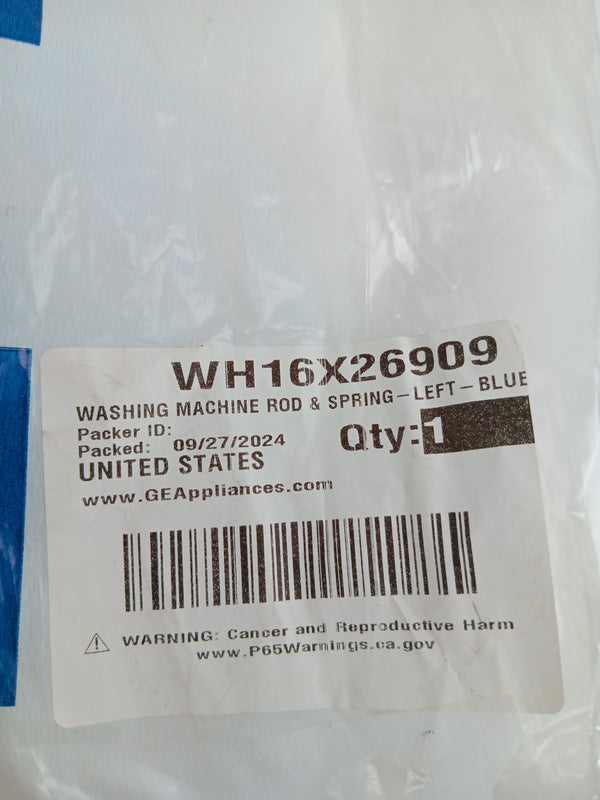 WH16X26909
WASHING MACHINE ROD & SPRING-LEFT-BLUE
Packer ID:
Packed: 09/27/2024
Qty:1
UNITED STATES
www.GEAppliances.com
WARNING: Cancer and Reproductive Harm
www.P65Warnings.ca.gov